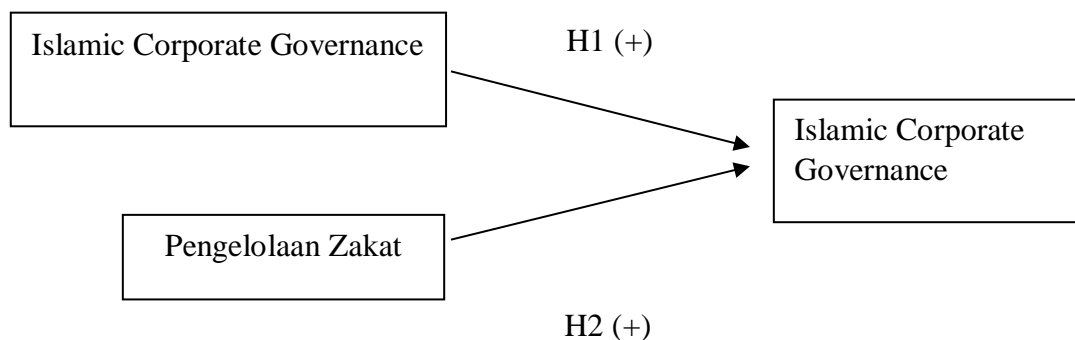 Islamic Corporate Governance
H1 (+)
Islamic Corporate
Governance
Pengelolaan Zakat
H2 (+)